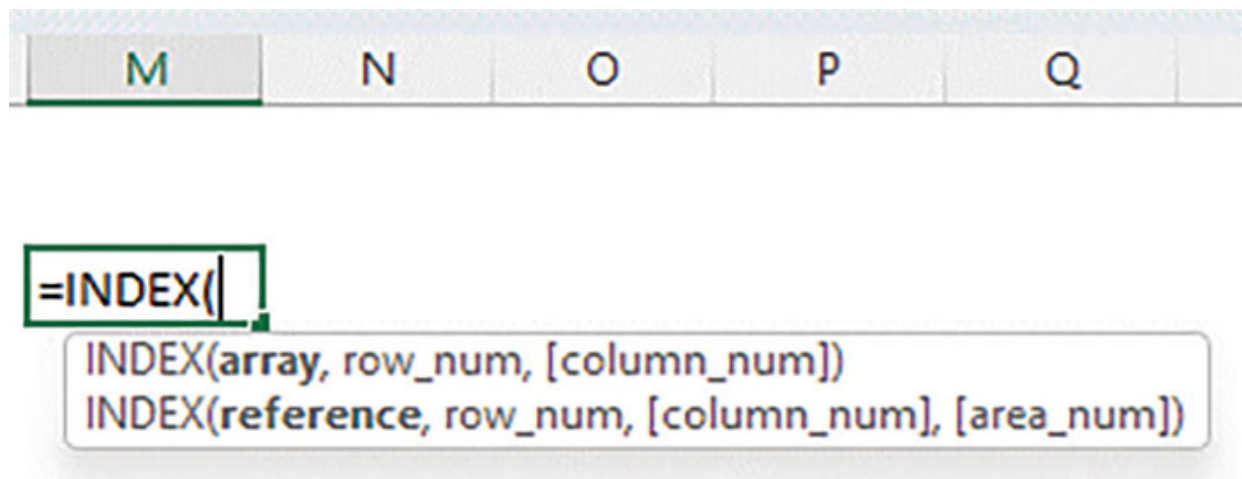 M N O P Q
=INDEX(
INDEX(array, row_num, [column_num])
INDEX(reference, row_num, [column_num], [area_num])